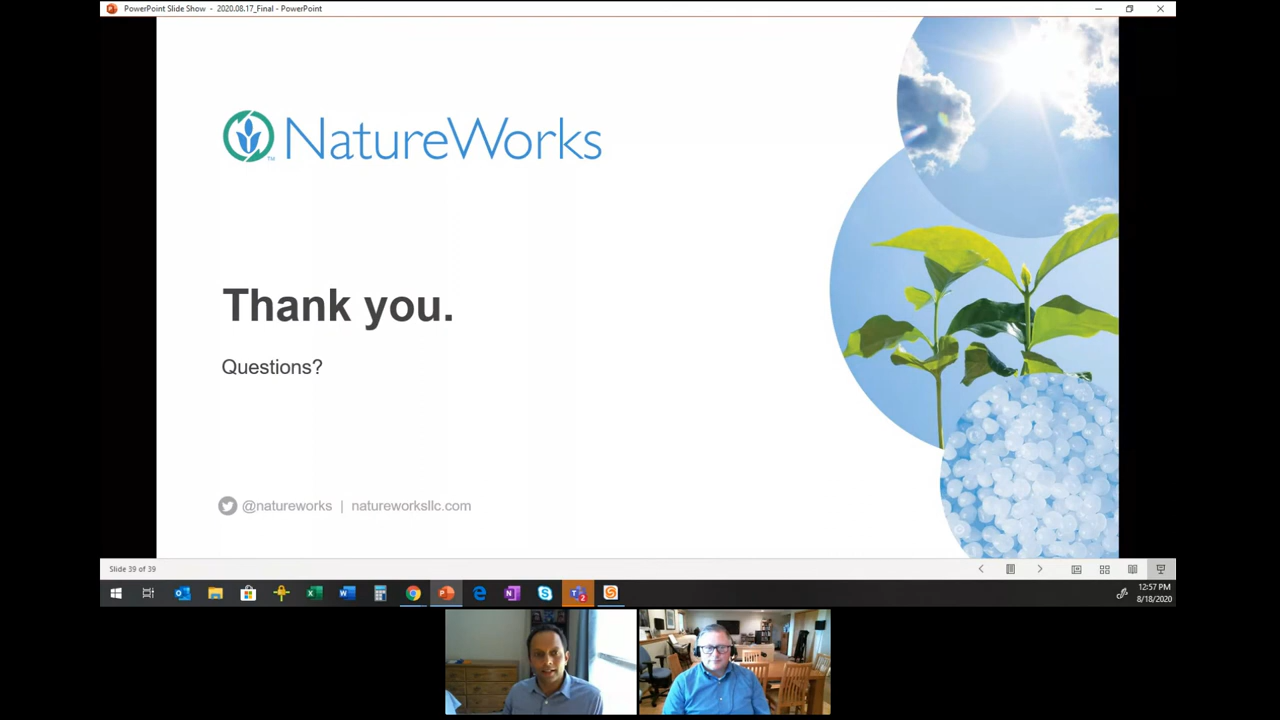 PowerPoint Slide Show - 2020.08.17_Final - PowerPoint
NatureWorks
TM
Thank you.
Questions?
@natureworks | natureworksllc.com
Slide 39 of 39
12:57 PM
8/18/2020